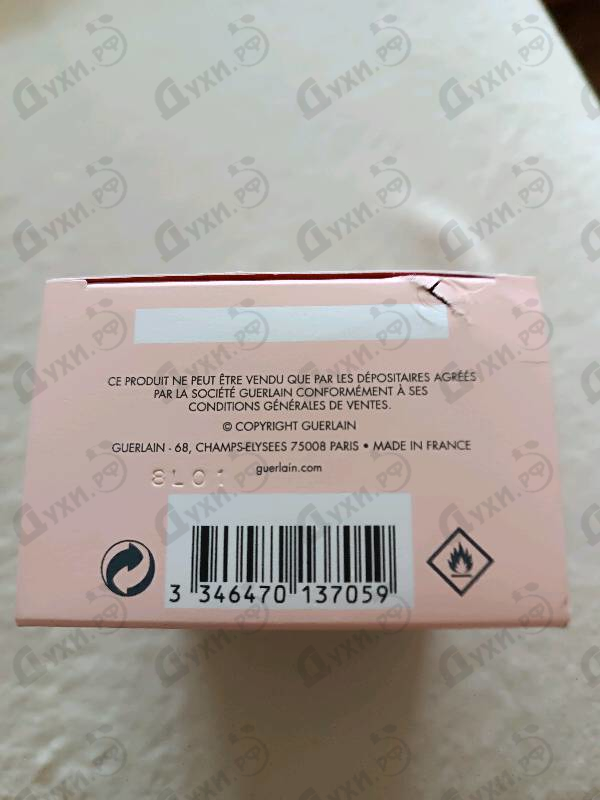 CE PRODUIT NE PEUT ÊTRE VENDU QUE PAR LES DÉPOSITAIRES AGRÉÉS
PAR LA SOCIÉTÉ GUERLAIN CONFORMÉMENT À SES
CONDITIONS GÉNÉRALES DE VENTES.
© COPYRIGHT GUERLAIN
GUERLAIN - 68, CHAMPS-ELYSEES 75008 PARIS • MADE IN FRANCE
guerlain.com
8L01
3 346470 137059
Духи.рф